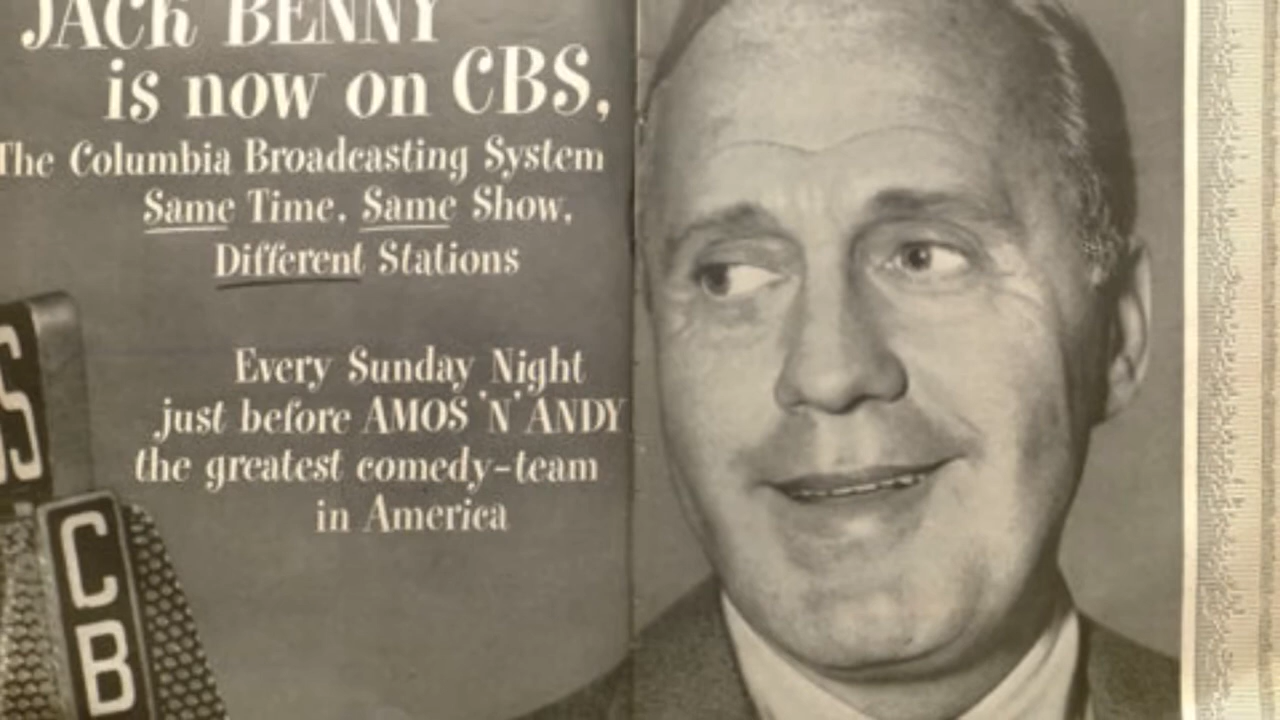 JACK BENNY
is now on CBS,
The Columbia Broadcasting System
Same Time, Same Show,
Different Stations
Every Sunday Night
just before AMOS 'N' ANDY
the greatest comedy-team
in America
S
CB